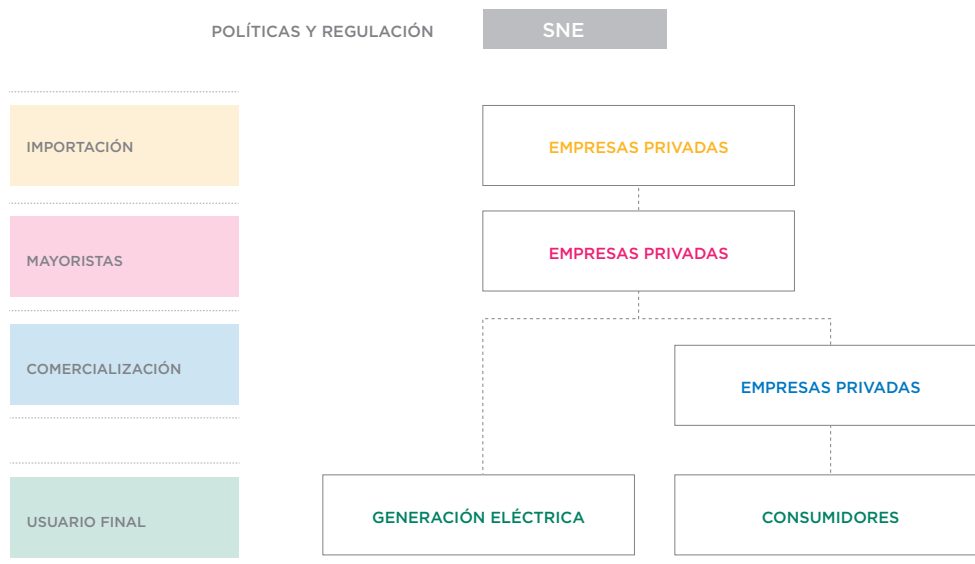 POLÍTICAS Y REGULACIÓN
SNE
IMPORTACIÓN
EMPRESAS PRIVADAS
MAYORISTAS
EMPRESAS PRIVADAS
COMERCIALIZACIÓN
EMPRESAS PRIVADAS
USUARIO FINAL
GENERACIÓN ELÉCTRICA
CONSUMIDORES